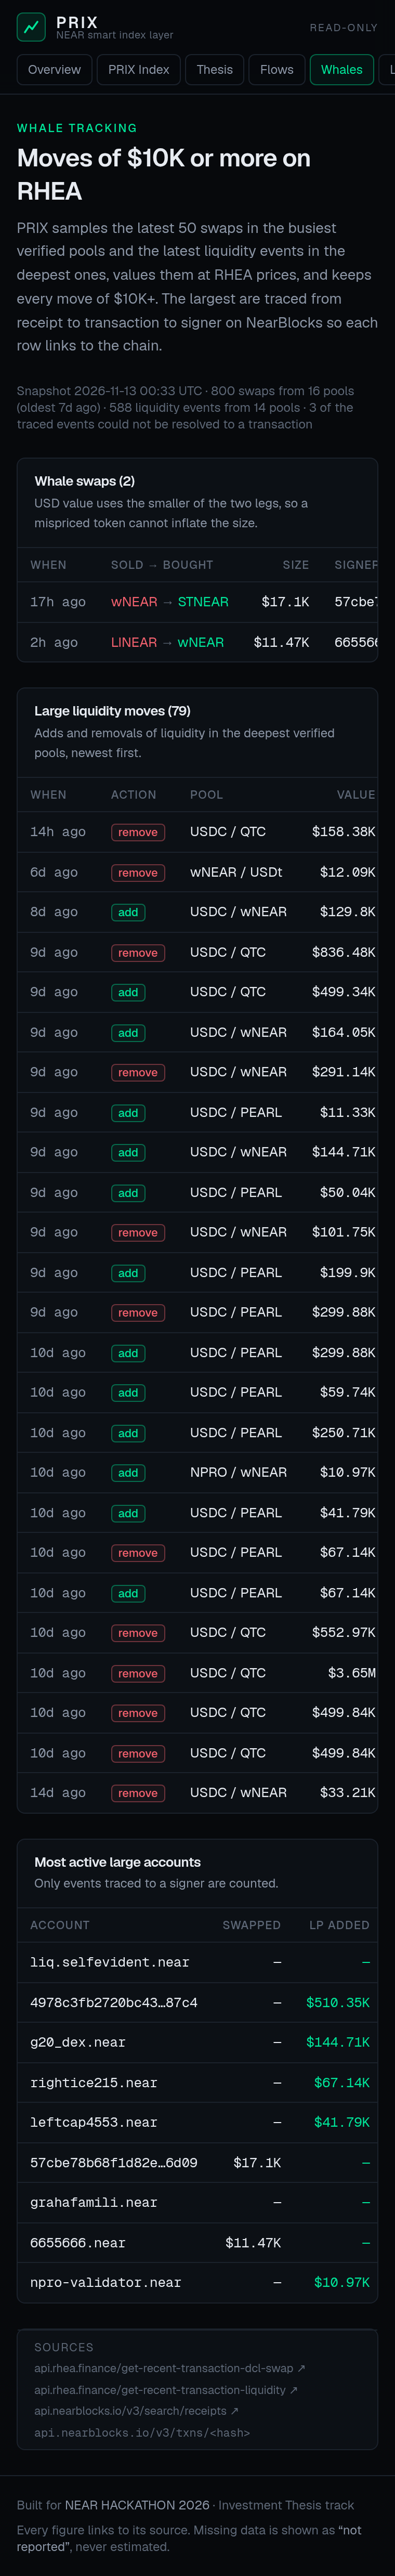 PRIX
NEAR smart index layer
READ-ONLY
Overview PRIX Index Thesis Flows Whales L
WHALE TRACKING
Moves of $10K or more on
RHEA
PRIX samples the latest 50 swaps in the busiest
verified pools and the latest liquidity events in the
deepest ones, values them at RHEA prices, and keeps
every move of $10K+. The largest are traced from
receipt to transaction to signer on NearBlocks so each
row links to the chain.
Snapshot 2026-11-13 00:33 UTC · 800 swaps from 16 pools
(oldest 7d ago) · 588 liquidity events from 14 pools · 3 of the
traced events could not be resolved to a transaction
Whale swaps (2)
USD value uses the smaller of the two legs, so a
mispriced token cannot inflate the size.
WHEN SOLD → BOUGHT SIZE SIGNER
17h ago wNEAR → STNEAR $17.1K 57cbe7
2h ago LINEAR → wNEAR $11.47K 665566
Large liquidity moves (79)
Adds and removals of liquidity in the deepest verified
pools, newest first.
WHEN ACTION POOL VALUE
14h ago remove USDC / QTC $158.38K
6d ago remove wNEAR / USDt $12.09K
8d ago add USDC / wNEAR $129.8K
9d ago remove USDC / QTC $836.48K
9d ago add USDC / QTC $499.34K
9d ago add USDC / wNEAR $164.05K
9d ago remove USDC / wNEAR $291.14K
9d ago add USDC / PEARL $11.33K
9d ago add USDC / wNEAR $144.71K
9d ago add USDC / PEARL $50.04K
9d ago remove USDC / wNEAR $101.75K
9d ago add USDC / PEARL $199.9K
9d ago remove USDC / PEARL $299.88K
10d ago add USDC / PEARL $299.88K
10d ago add USDC / PEARL $59.74K
10d ago add USDC / PEARL $250.71K
10d ago add NPRO / wNEAR $10.97K
10d ago add USDC / PEARL $41.79K
10d ago remove USDC / PEARL $67.14K
10d ago add USDC / PEARL $67.14K
10d ago remove USDC / QTC $552.97K
10d ago remove USDC / QTC $3.65M
10d ago remove USDC / QTC $499.84K
10d ago remove USDC / QTC $499.84K
14d ago remove USDC / wNEAR $33.21K
Most active large accounts
Only events traced to a signer are counted.
ACCOUNT SWAPPED LP ADDED
liq.selfevident.near — —
4978c3fb2720bc43…87c4 — $510.35K
g20_dex.near — $144.71K
rightice215.near — $67.14K
leftcap4553.near — $41.79K
57cbe78b68f1d82e…6d09 $17.1K —
grahafamili.near — —
6655666.near $11.47K —
npro-validator.near — $10.97K
SOURCES
api.rhea.finance/get-recent-transaction-dcl-swap ↗
api.rhea.finance/get-recent-transaction-liquidity ↗
api.nearblocks.io/v3/search/receipts ↗
api.nearblocks.io/v3/txns/<hash>
Built for NEAR HACKATHON 2026 · Investment Thesis track
Every figure links to its source. Missing data is shown as “not
reported”, never estimated.